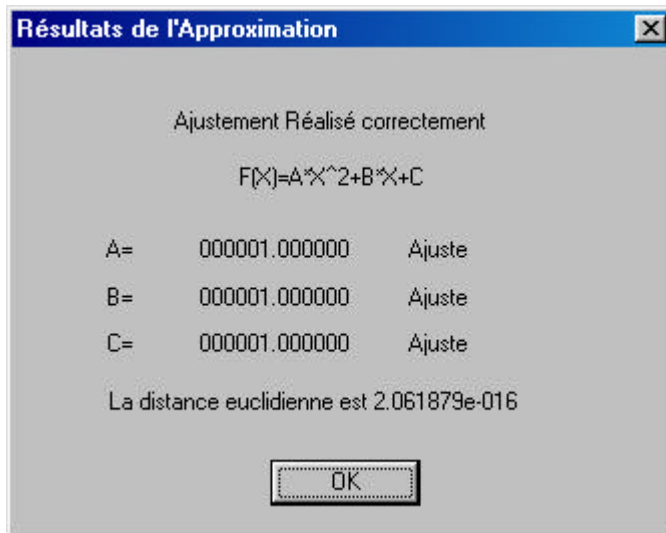 Résultats de l'Approximation
Ajustement Réalisé correctement
F(X)=A*X^2+B*X+C
A= 000001.000000 Ajuste
B= 000001.000000 Ajuste
C= 000001.000000 Ajuste
La distance euclidienne est 2.061879e-016
OK